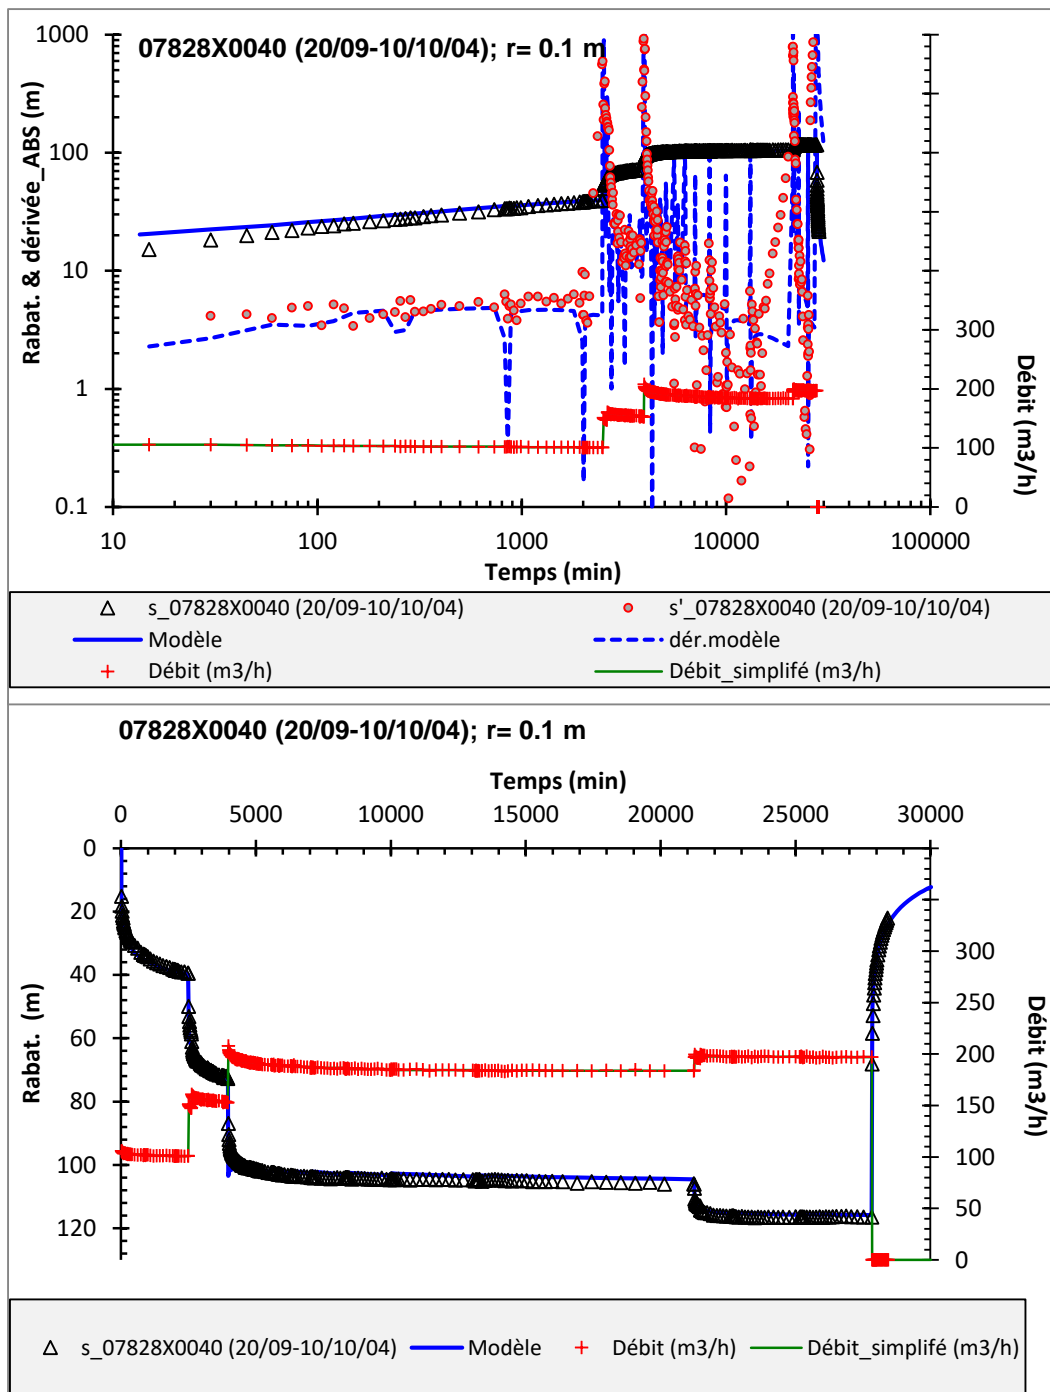 07828X0040 (20/09-10/10/04); r= 0.1 m
Rabat. & dérivée_ABS (m)
1000
100
10
1
0.1
300
200
100
0
Débit (m3/h)
10 100 1000 10000 100000
Temps (min)
s_07828X0040 (20/09-10/10/04) s'_07828X0040 (20/09-10/10/04)
Modèle dér.modèle
Débit (m3/h) Débit_simplifé (m3/h)
07828X0040 (20/09-10/10/04); r= 0.1 m
Temps (min)
0 5000 10000 15000 20000 25000 30000
Rabat. (m)
0
20
40
60
80
100
120
300
250
200
150
100
50
0
Débit (m3/h)
s_07828X0040 (20/09-10/10/04) Modèle Débit (m3/h) Débit_simplifé (m3/h)